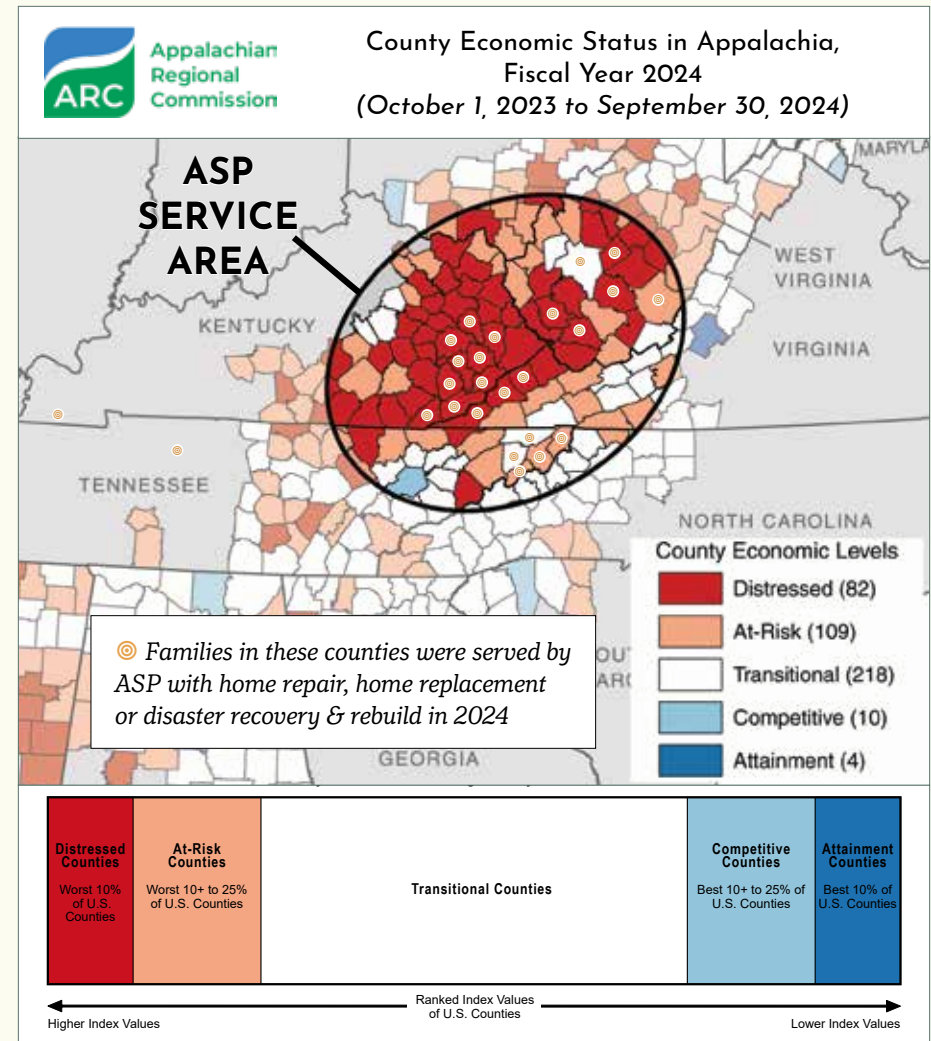 ARC
Appalachian
Regional
Commission
County Economic Status in Appalachia,
Fiscal Year 2024
(October 1, 2023 to September 30, 2024)
ASP
SERVICE
AREA
MARYLA
WEST
VIRGINIA
KENTUCKY
VIRGINIA
TENNESSEE
NORTH CAROLINA
County Economic Levels
Distressed (82)
At-Risk (109)
Transitional (218)
Competitive (10)
Attainment (4)
Families in these counties were served by
ASP with home repair, home replacement
or disaster recovery & rebuild in 2024
OU
AR
GEORGIA
Distressed
Counties
Worst 10%
of U.S.
Counties
At-Risk
Counties
Worst 10+ to 25%
of U.S. Counties
Transitional Counties
Competitive
Counties
Best 10+ to 25% of
U.S. Counties
Attainment
Counties
Best 10% of
U.S. Counties
Ranked Index Values
of U.S. Counties
Higher Index Values
Lower Index Values